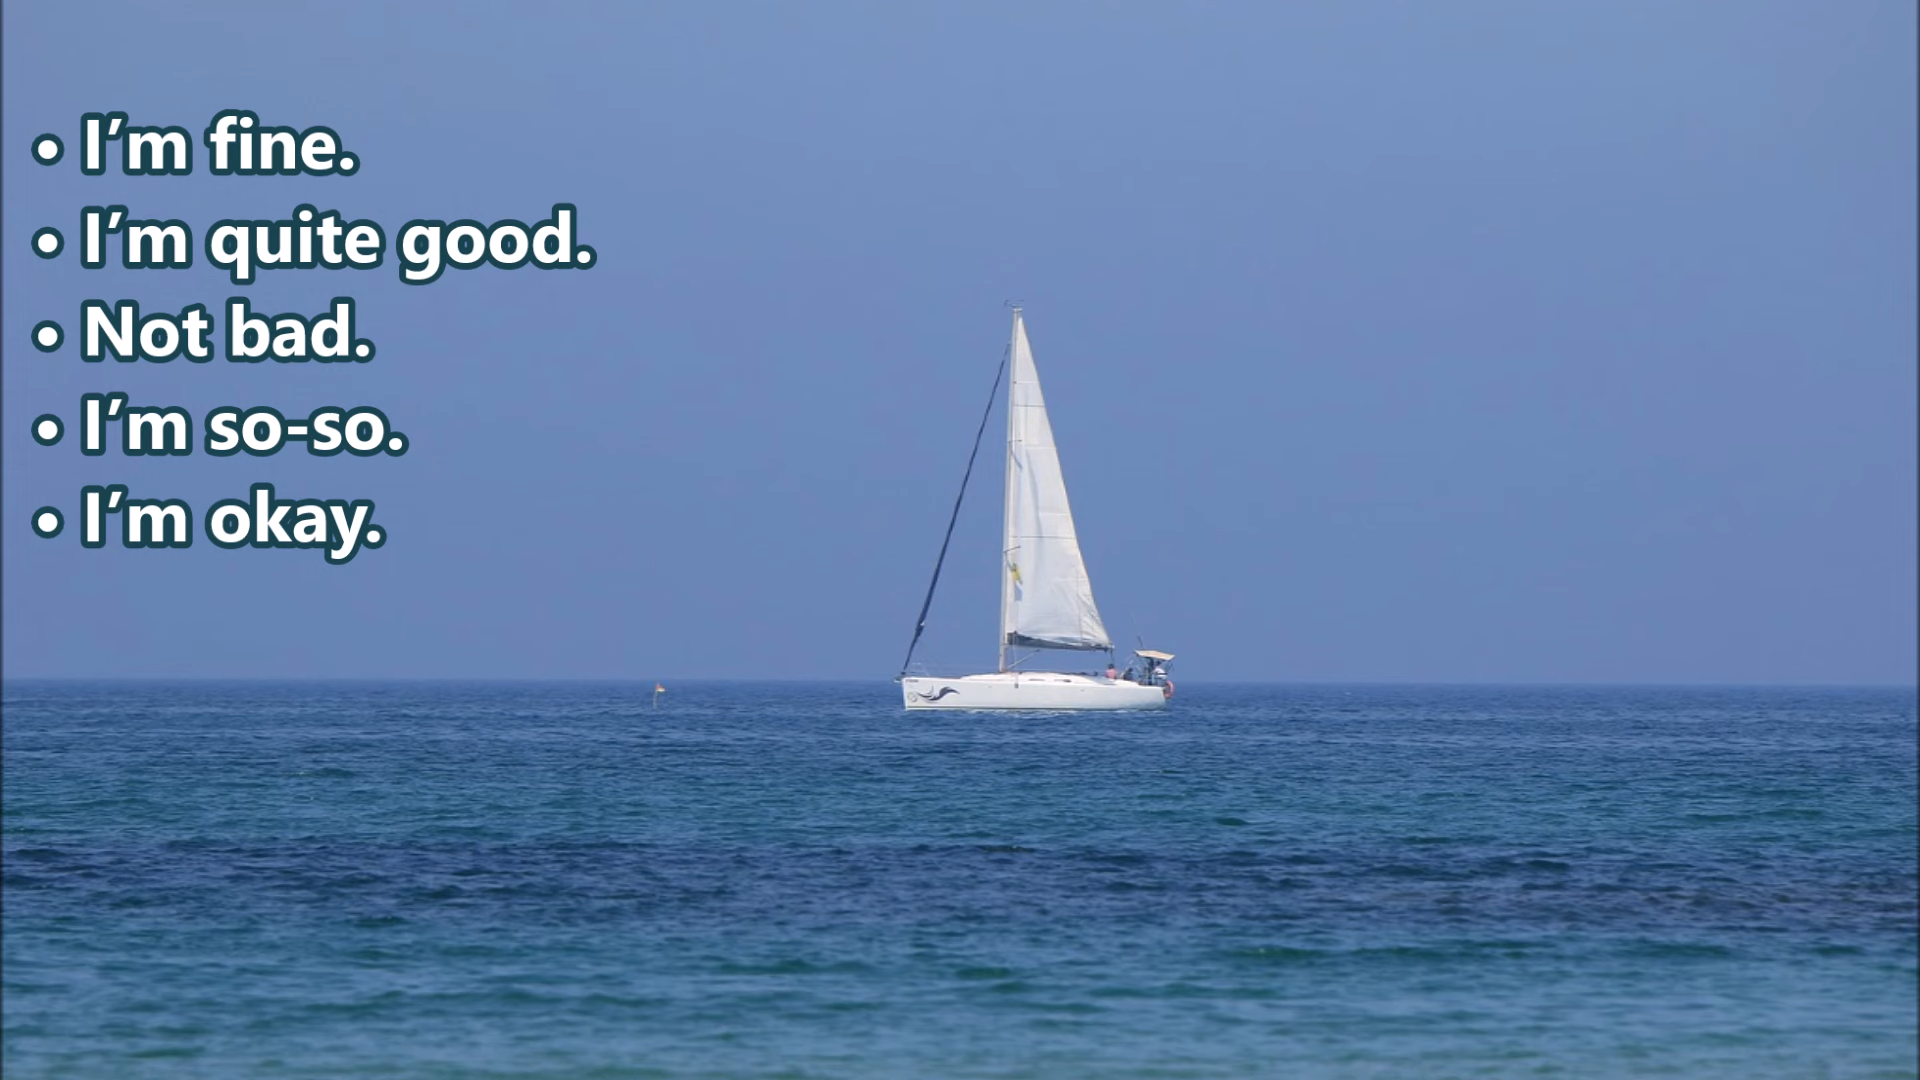 • I’m fine.
• I’m quite good.
• Not bad.
• I’m so-so.
• I’m okay.